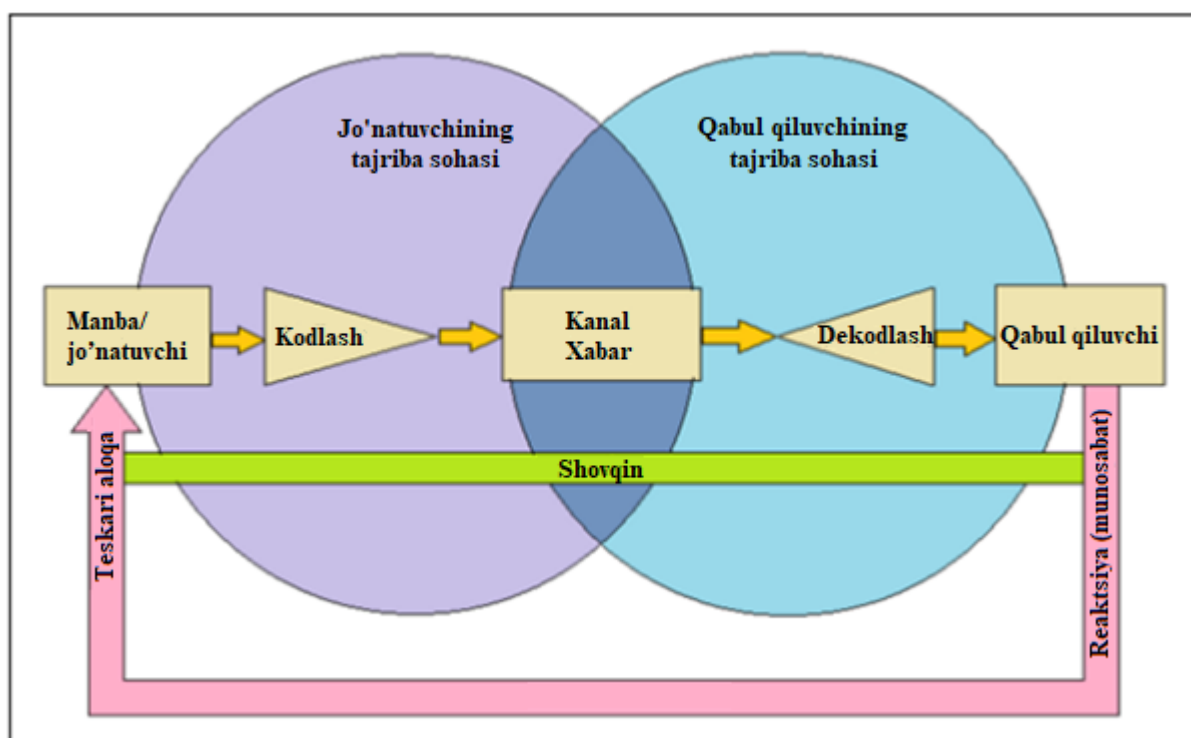 Jo'natuvchining
tajriba sohasi
Qabul qiluvchining
tajriba sohasi
Manba/
jo’natuvchi
Kodlash
Kanal
Xabar
Dekodlash
Qabul qiluvchi
Shovqin
Teskari aloqa
Reaktsiya (munosabat)